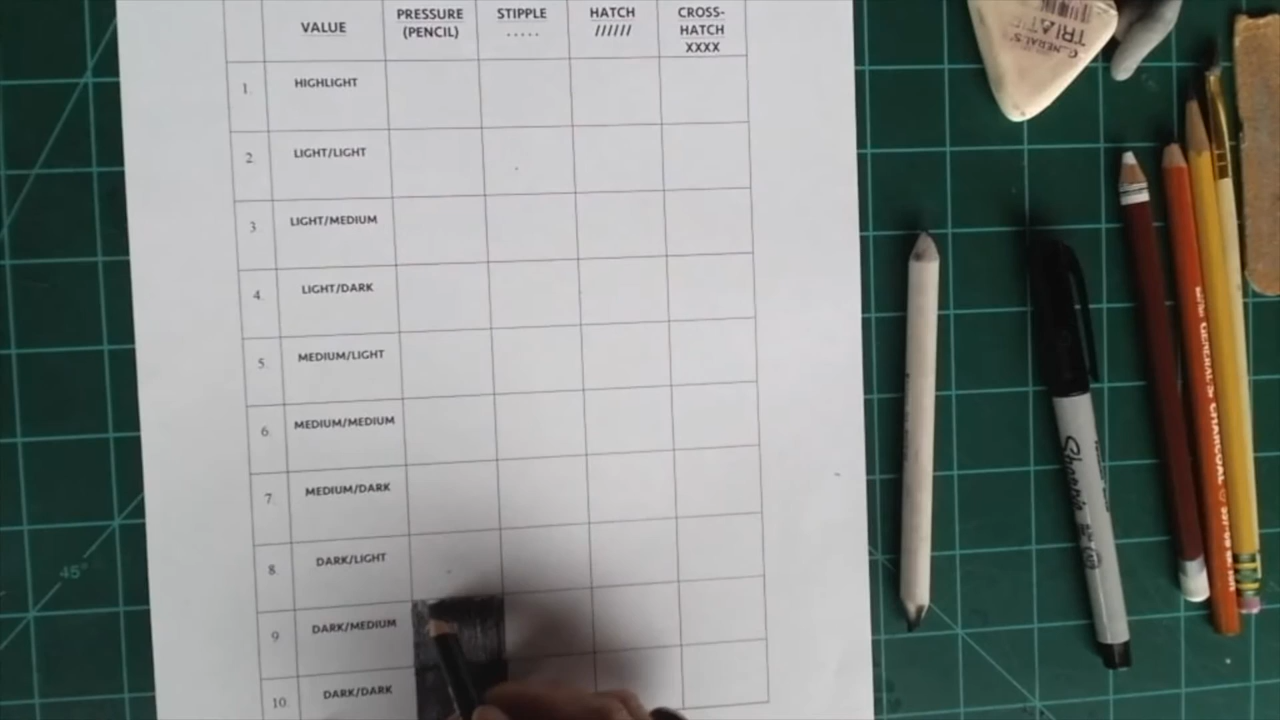 VALUE
PRESSURE
(PENCIL)
STIPPLE
.....
HATCH
//////
CROSS-
HATCH
XXXX
1. HIGHLIGHT
2. LIGHT/LIGHT
3 LIGHT/MEDIUM
4. LIGHT/DARK
5. MEDIUM/LIGHT
6. MEDIUM/MEDIUM
7. MEDIUM/DARK
8. DARK/LIGHT
9 DARK/MEDIUM
10. DARK/DARK
45°
TRI
Sharpie
GENERAL'S CHARCOAL